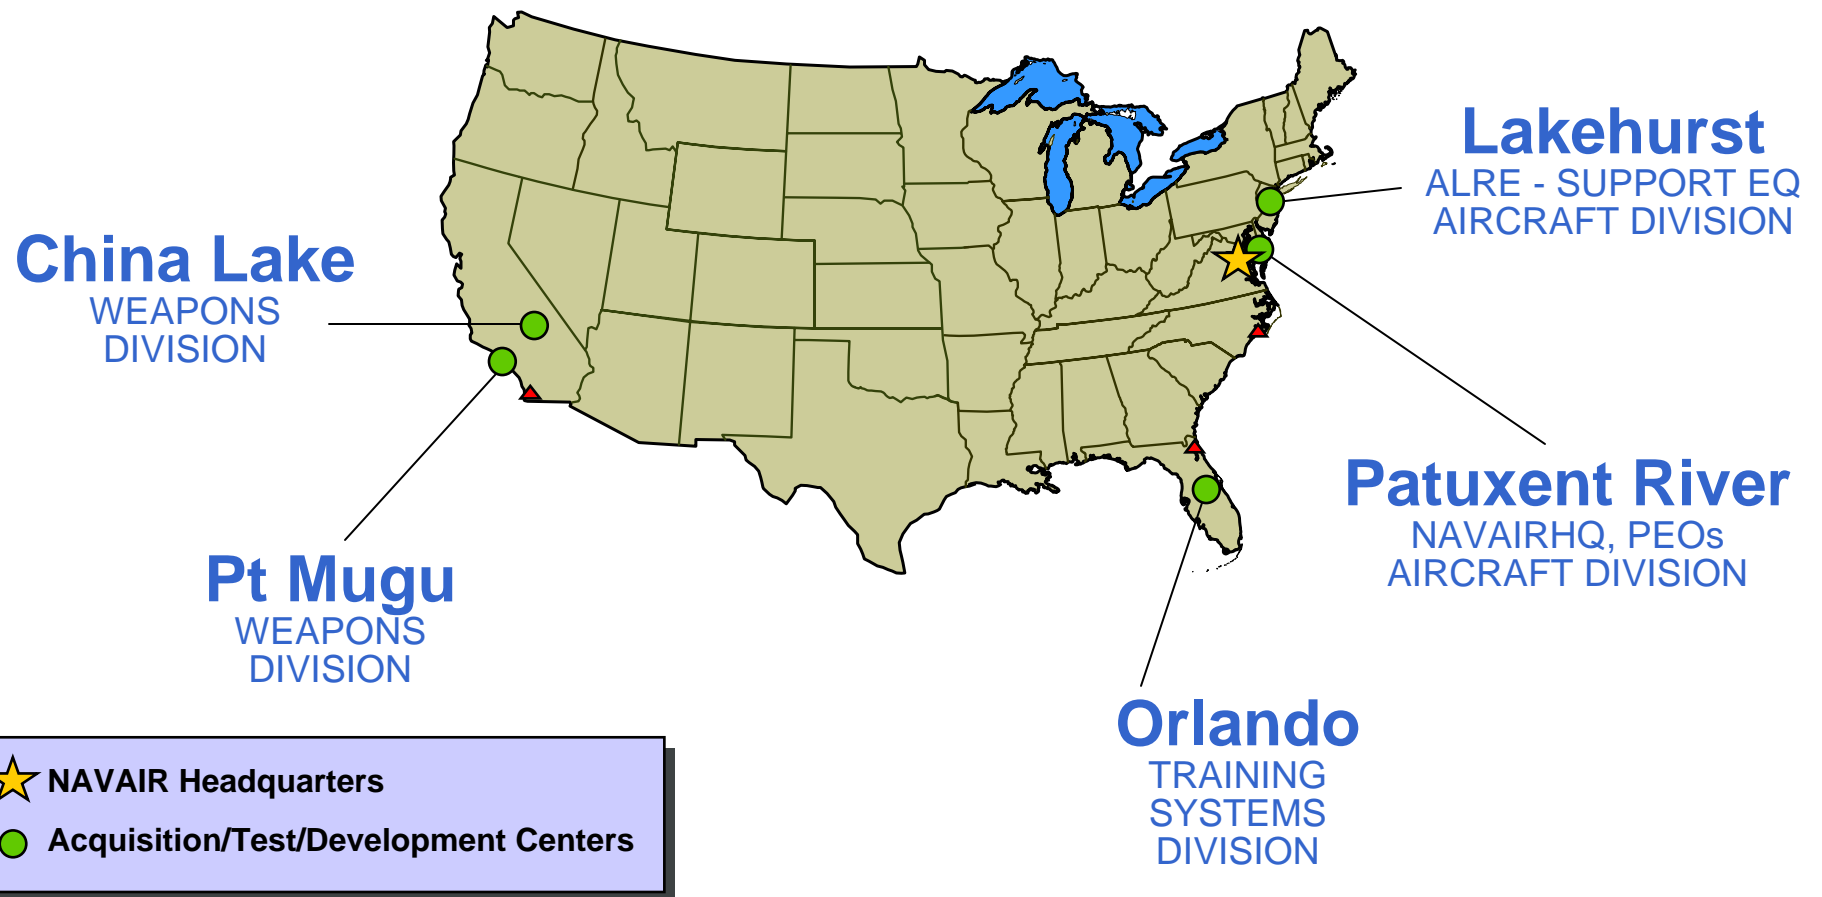 Lakehurst
ALRE - SUPPORT EQ
AIRCRAFT DIVISION
China Lake
WEAPONS
DIVISION
Patuxent River
NAVAIRHQ, PEOs
AIRCRAFT DIVISION
Pt Mugu
WEAPONS
DIVISION
Orlando
TRAINING
SYSTEMS
DIVISION
NAVAIR Headquarters
Acquisition/Test/Development Centers